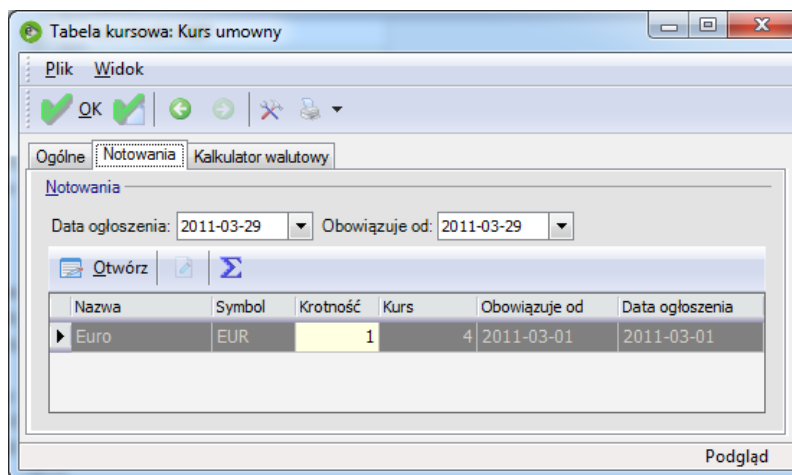 Tabela kursowa: Kurs umowny
Plik Widok
OK
Ogólne Notowania Kalkulator walutowy
Notowania
Data ogłoszenia: 2011-03-29 Obowiązuje od: 2011-03-29
Otwórz Σ
Nazwa Symbol Krotność Kurs Obowiązuje od Data ogłoszenia
Euro EUR 1 4 2011-03-01 2011-03-01
Podgląd